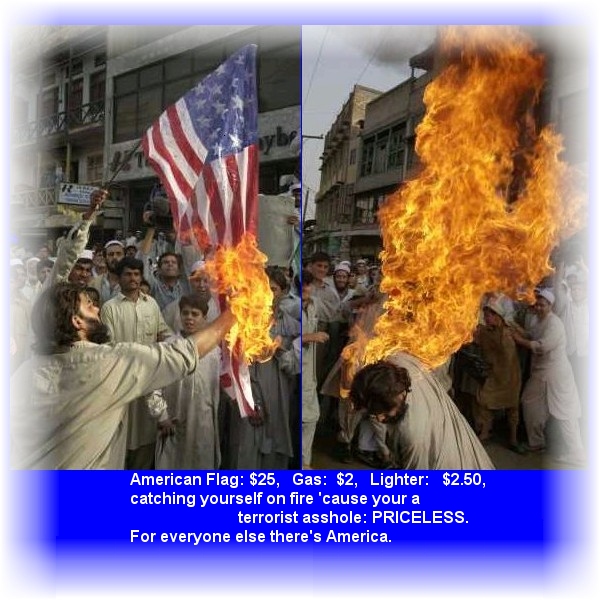 American Flag: $25,   Gas:  $2,   Lighter:   $2.50,
catching yourself on fire 'cause your a
terrorist asshole: PRICELESS.
For everyone else there's America.